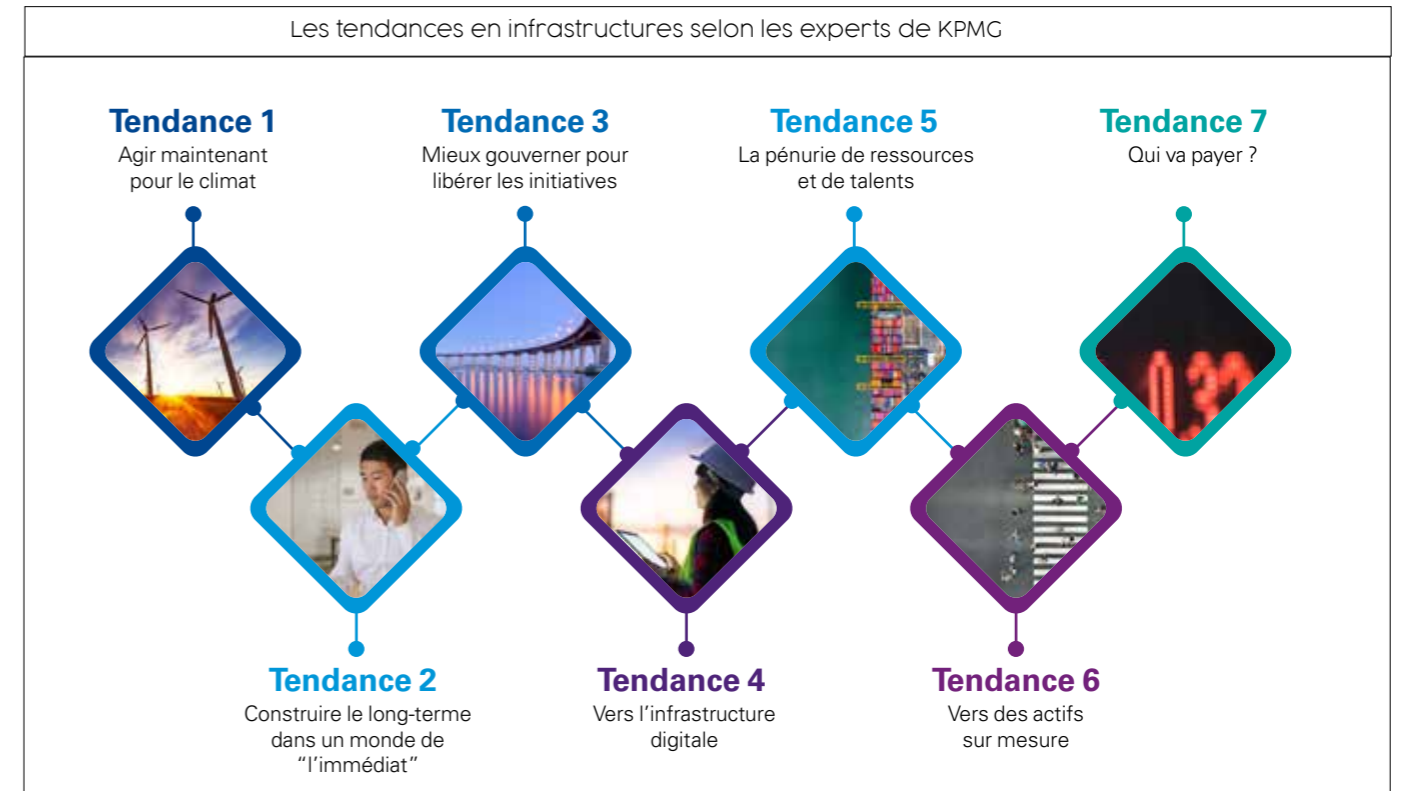 Les tendances en infrastructures selon les experts de KPMG
Tendance 1
Agir maintenant
pour le climat
Tendance 3
Mieux gouverner pour
libérer les initiatives
Tendance 5
La pénurie de ressources
et de talents
Tendance 7
Qui va payer ?
Tendance 2
Construire le long-terme
dans un monde de
“l’immédiat”
Tendance 4
Vers l’infrastructure
digitale
Tendance 6
Vers des actifs
sur mesure